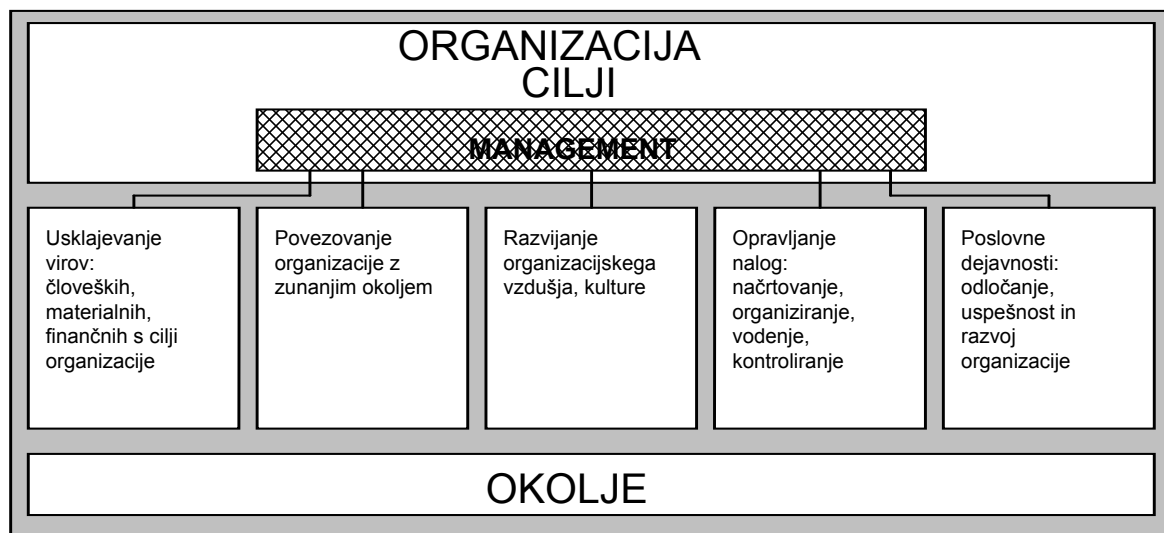 ORGANIZACIJA
CILJI
MANAGEMENT
Usklajevanje
virov:
človeških,
materialnih,
finančnih s cilji
organizacije
Povezovanje
organizacije z
zunanjim okoljem
Razvijanje
organizacijskega
vzdušja, kulture
Opravljanje
nalog:
načrtovanje,
organiziranje,
vodenje,
kontroliranje
Poslovne
dejavnosti:
odločanje,
uspešnost in
razvoj
organizacije
OKOLJE